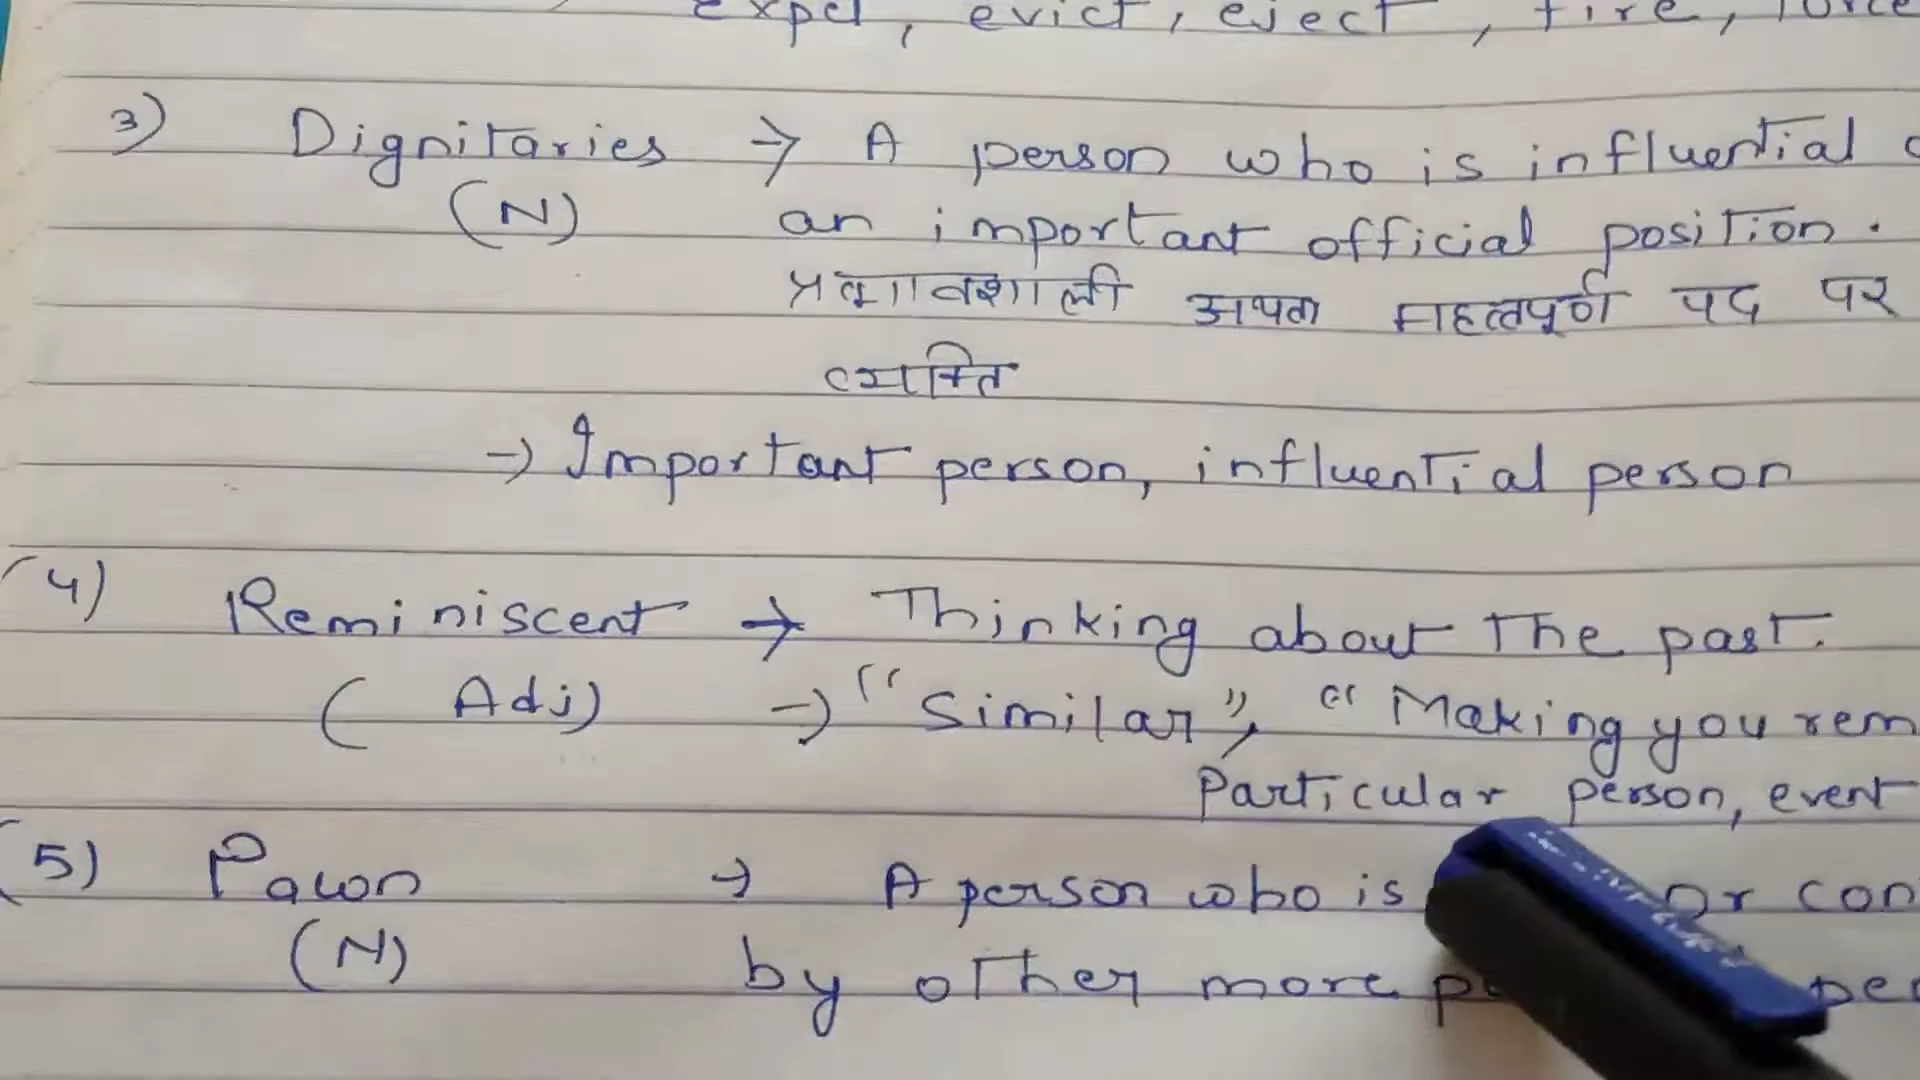 expel, evict, eject, fire, force
3) Dignitaries → A person who is influential
(N) an important official position.
प्रभावशाली अथवा महत्वपूर्ण पद पर
व्यक्ति
→ Important person, influential person
(4) Reminiscent → Thinking about the past.
(Adj) → "Similar", "Making you rem
Particular person, event
(5) Pawn → A person who is or con
(N) by other more